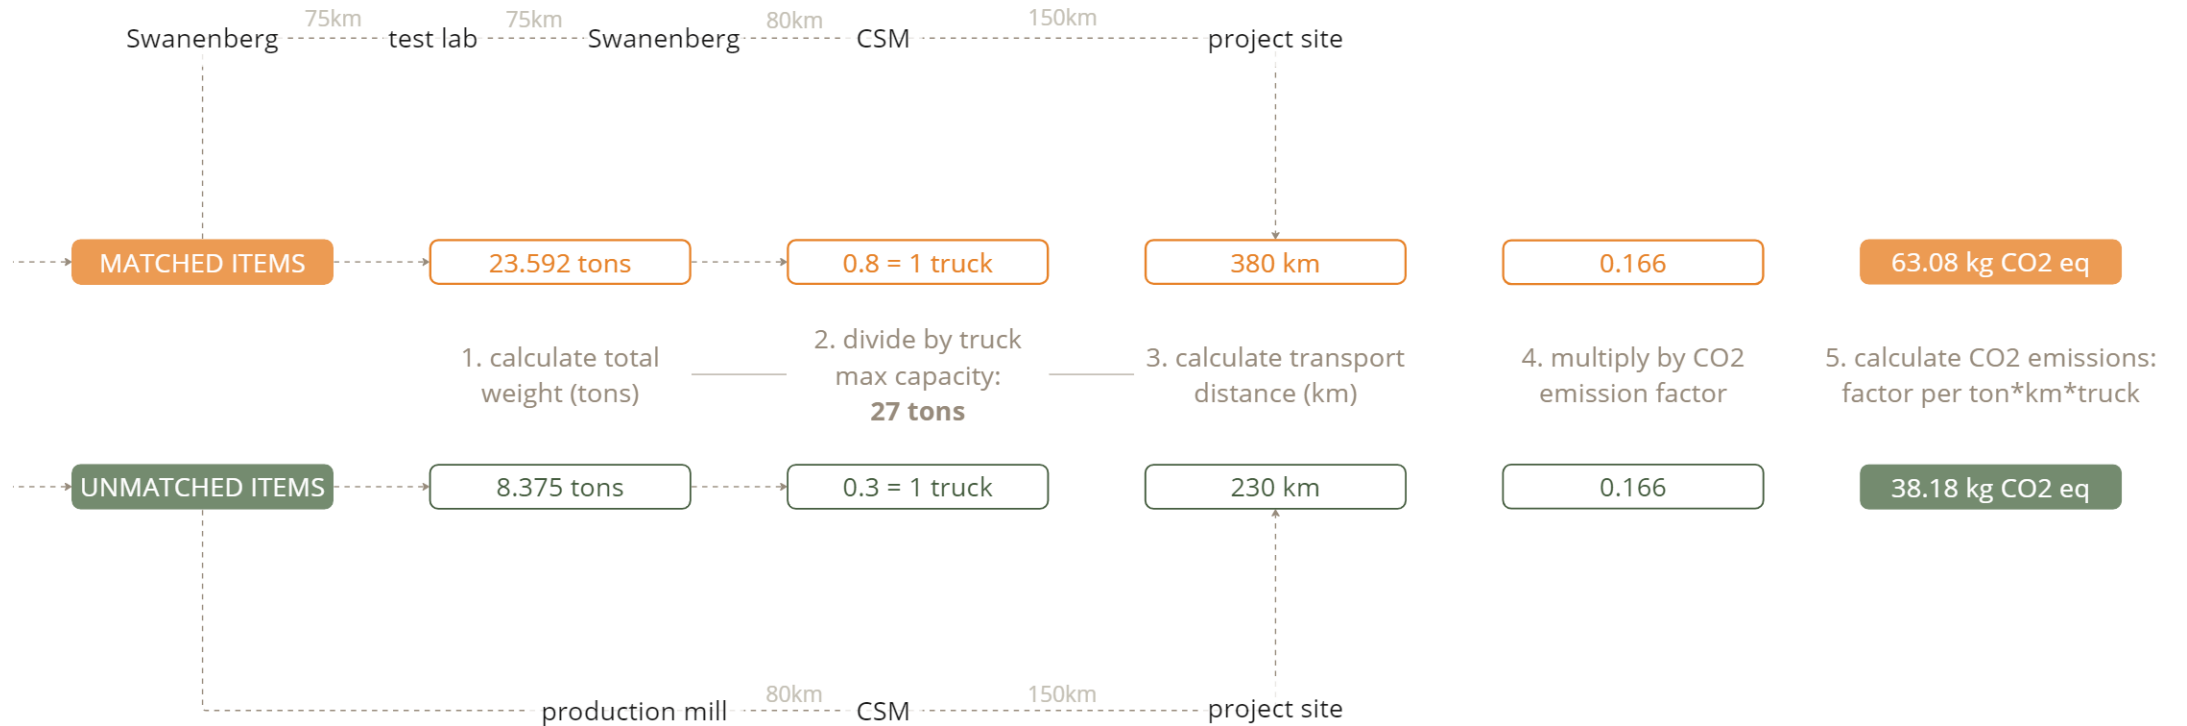 75km 75km 80km 150km
Swanenberg test lab Swanenberg CSM project site
MATCHED ITEMS 23.592 tons 0.8 = 1 truck 380 km 0.166 63.08 kg CO2 eq
1. calculate total
weight (tons)
2. divide by truck
max capacity:
27 tons
3. calculate transport
distance (km)
4. multiply by CO2
emission factor
5. calculate CO2 emissions:
factor per ton*km*truck
UNMATCHED ITEMS 8.375 tons 0.3 = 1 truck 230 km 0.166 38.18 kg CO2 eq
80km 150km
production mill CSM project site